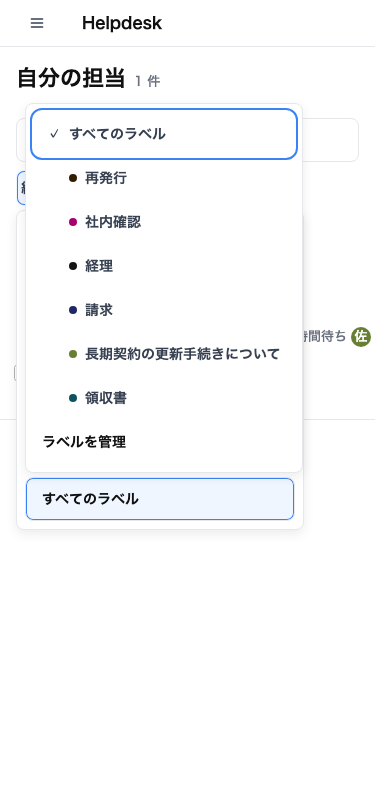 Helpdesk
自分の担当 1 件
✓ すべてのラベル
再発行
社内確認
経理
請求
時間待ち 佐
長期契約の更新手続きについて
領収書
ラベルを管理
すべてのラベル